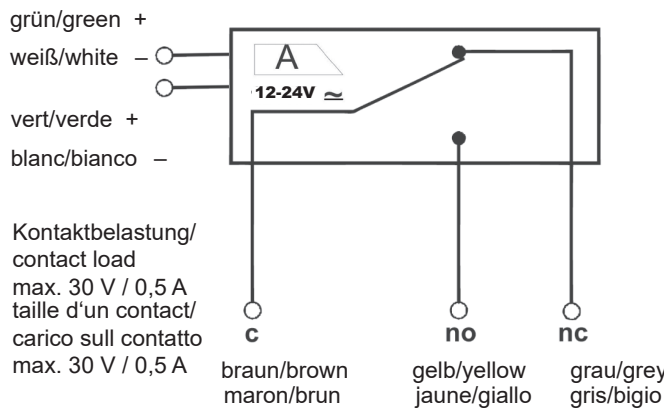 grün/green +
weiß/white –
A
12-24V ≂
vert/verde +
blanc/bianco –
Kontaktbelastung/
contact load
max. 30 V / 0,5 A
taille d‘un contact/
carico sull contatto
max. 30 V / 0,5 A
c
no
nc
braun/brown
maron/brun
gelb/yellow
jaune/giallo
grau/grey
gris/bigio